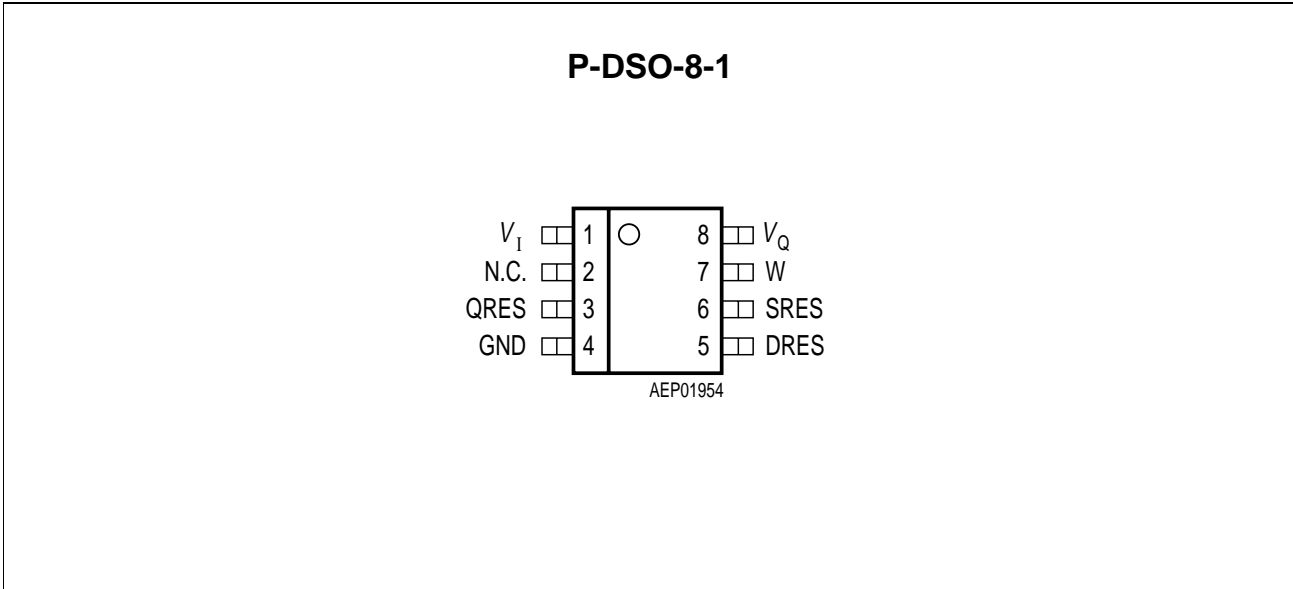 P-DSO-8-1
V_I 1 8 V_Q
N.C. 2 7 W
QRES 3 6 SRES
GND 4 5 DRES
AEP01954